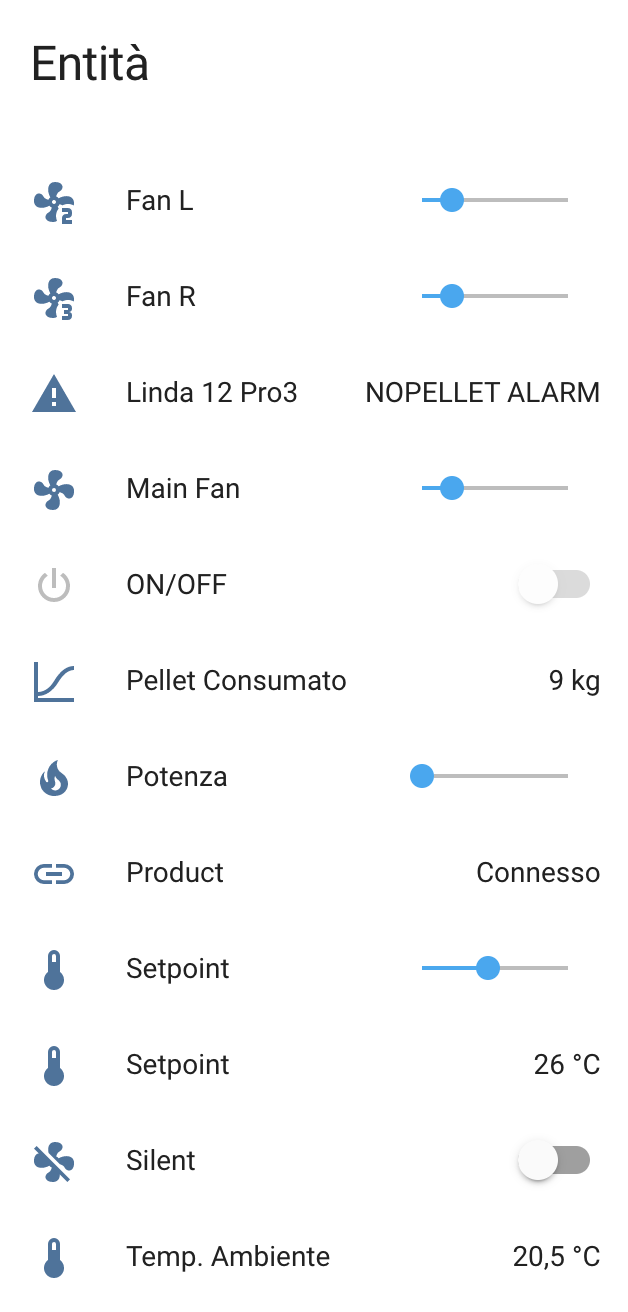 Entità
Fan L
Fan R
Linda 12 Pro3 NOPELLET ALARM
Main Fan
ON/OFF
Pellet Consumato 9 kg
Potenza
Product Connesso
Setpoint
Setpoint 26 °C
Silent
Temp. Ambiente 20,5 °C